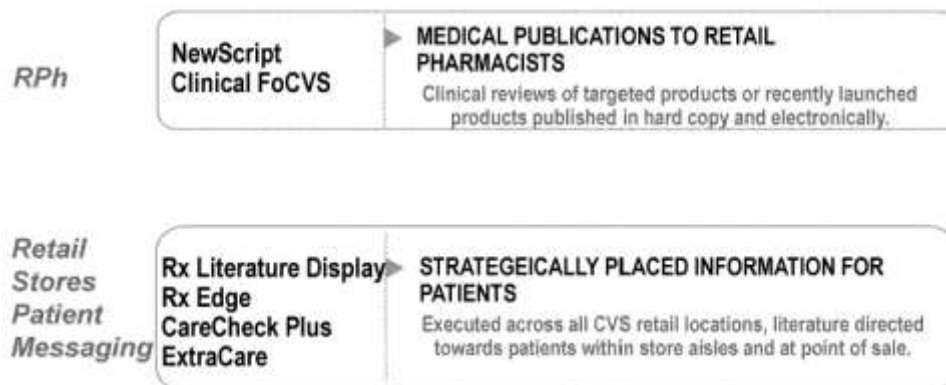 RPh
NewScript
Clinical FoCVS
MEDICAL PUBLICATIONS TO RETAIL
PHARMACISTS
Clinical reviews of targeted products or recently launched
products published in hard copy and electronically.
Retail
Stores
Patient
Messaging
Rx Literature Display
Rx Edge
CareCheck Plus
ExtraCare
STRATEGEICALLY PLACED INFORMATION FOR
PATIENTS
Executed across all CVS retail locations, literature directed
towards patients within store aisles and at point of sale.